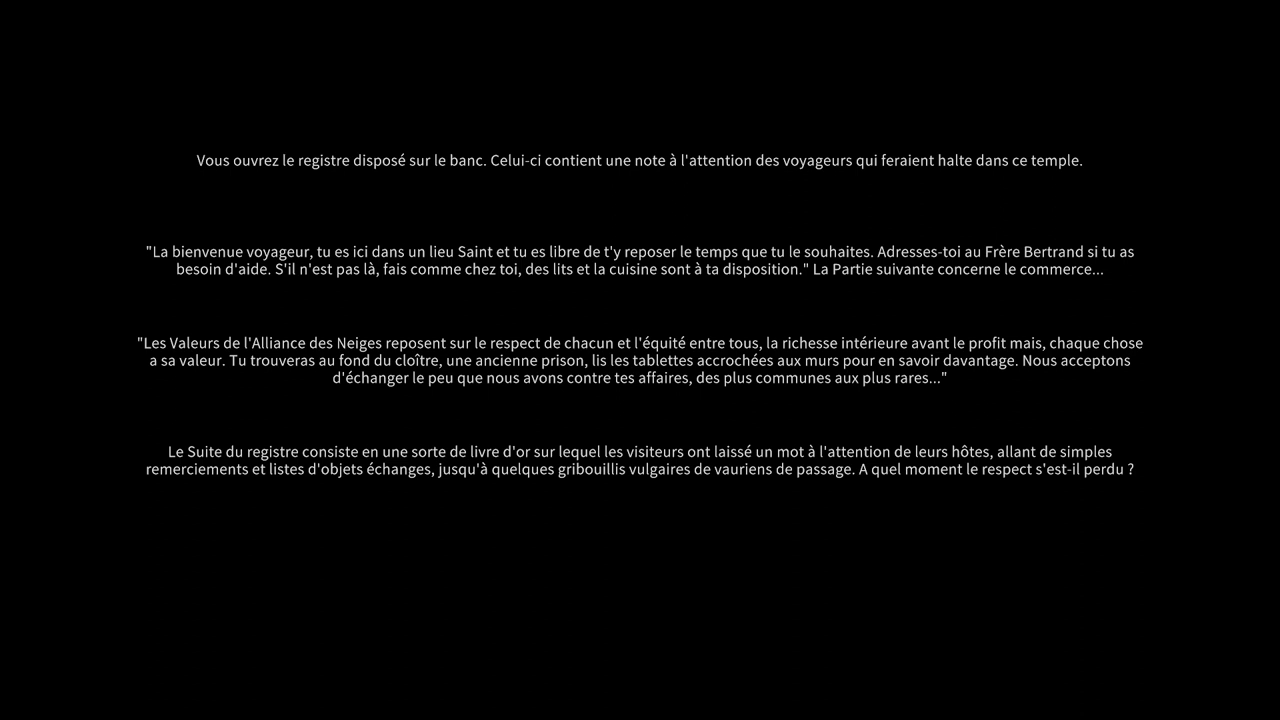 Vous ouvrez le registre disposé sur le banc. Celui-ci contient une note à l'attention des voyageurs qui feraient halte dans ce temple.
"La bienvenue voyageur, tu es ici dans un lieu Saint et tu es libre de t'y reposer le temps que tu le souhaites. Adresses-toi au Frère Bertrand si tu as
besoin d'aide. S'il n'est pas là, fais comme chez toi, des lits et la cuisine sont à ta disposition." La Partie suivante concerne le commerce...
"Les Valeurs de l'Alliance des Neiges reposent sur le respect de chacun et l'équité entre tous, la richesse intérieure avant le profit mais, chaque chose
a sa valeur. Tu trouveras au fond du cloître, une ancienne prison, lis les tablettes accrochées aux murs pour en savoir davantage. Nous acceptons
d'échanger le peu que nous avons contre tes affaires, des plus communes aux plus rares..."
Le Suite du registre consiste en une sorte de livre d'or sur lequel les visiteurs ont laissé un mot à l'attention de leurs hôtes, allant de simples
remerciements et listes d'objets échanges, jusqu'à quelques gribouillis vulgaires de vauriens de passage. A quel moment le respect s'est-il perdu ?